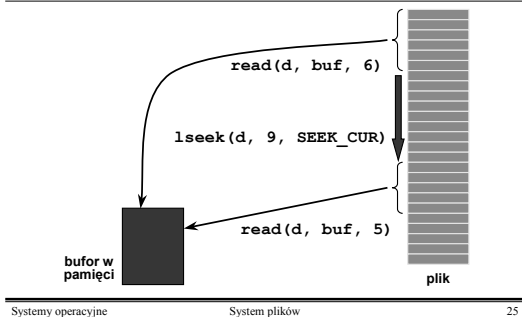 read(d, buf, 6)
lseek(d, 9, SEEK_CUR)
read(d, buf, 5)
bufor w
pamięci
plik
Systemy operacyjne System plików 25